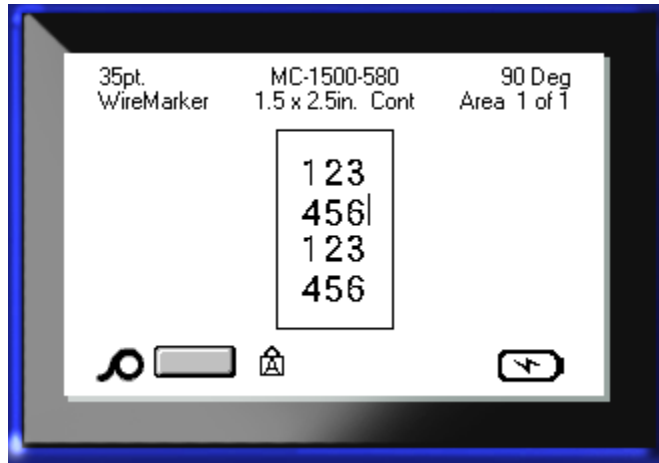 35pt. MC-1500-580 90 Deg
WireMarker 1.5 x 2.5in. Cont Area 1 of 1
123
456
123
456
A